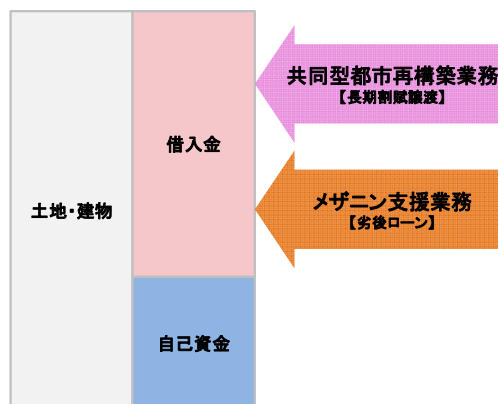 土地・建物
借入金
自己資金
共同型都市再構築業務
【長期割賦譲渡】
メザニン支援業務
【劣後ローン】